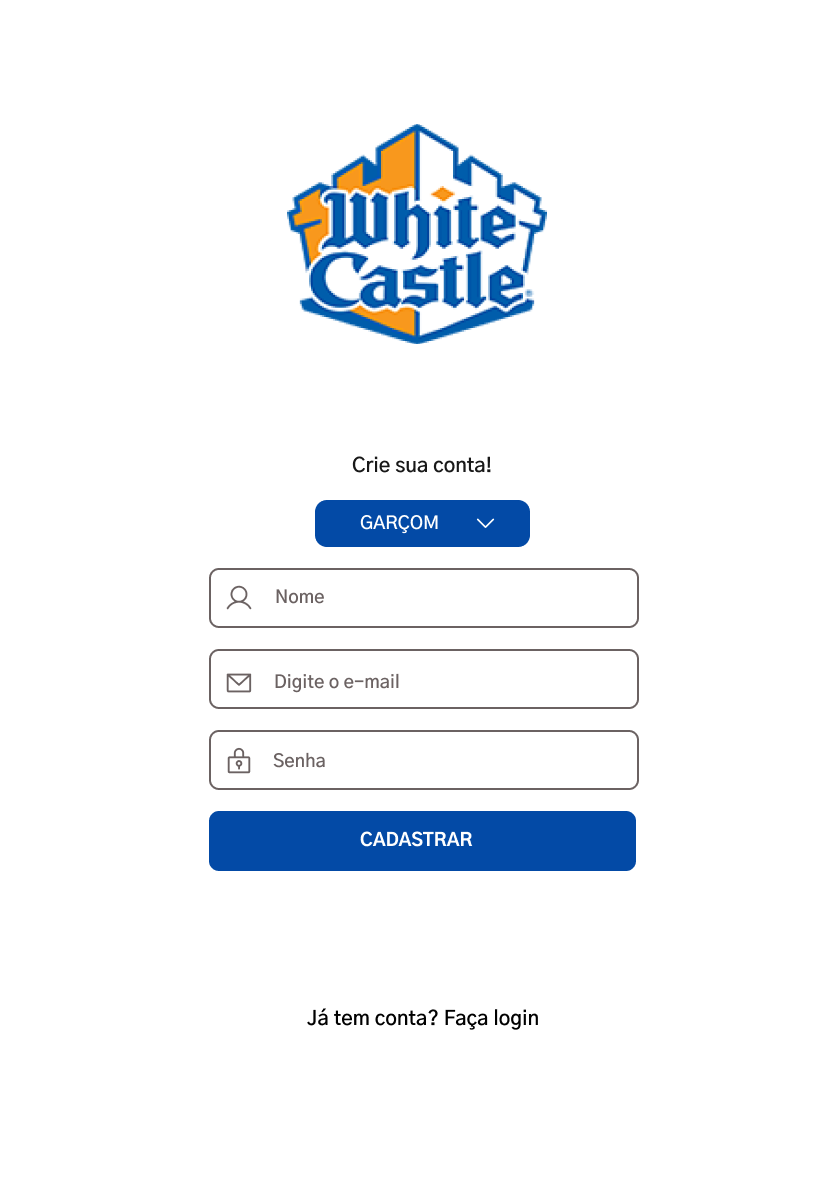 White
Castle®
Crie sua conta!
GARÇOM
Nome
Digite o e-mail
Senha
CADASTRAR
Já tem conta? Faça login